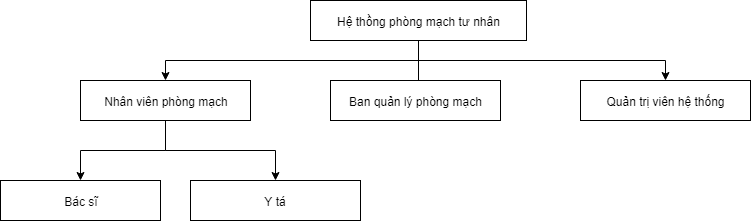 Hệ thồng phòng mạch tư nhân
Nhân viên phòng mạch
Ban quản lý phòng mạch
Quản trị viên hệ thống
Bác sĩ
Y tá